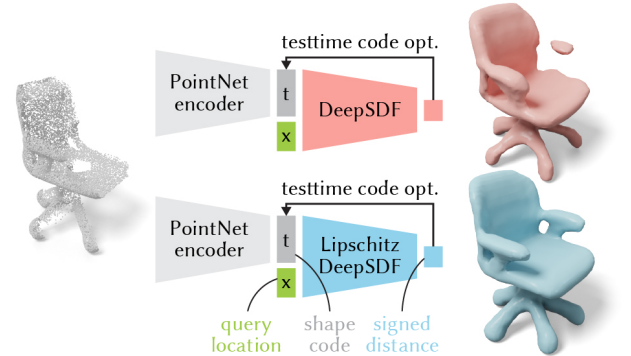 testtime code opt.
PointNet
encoder
t
x
DeepSDF
testtime code opt.
PointNet
encoder
t
x
Lipschitz
DeepSDF
query
location
shape
code
signed
distance